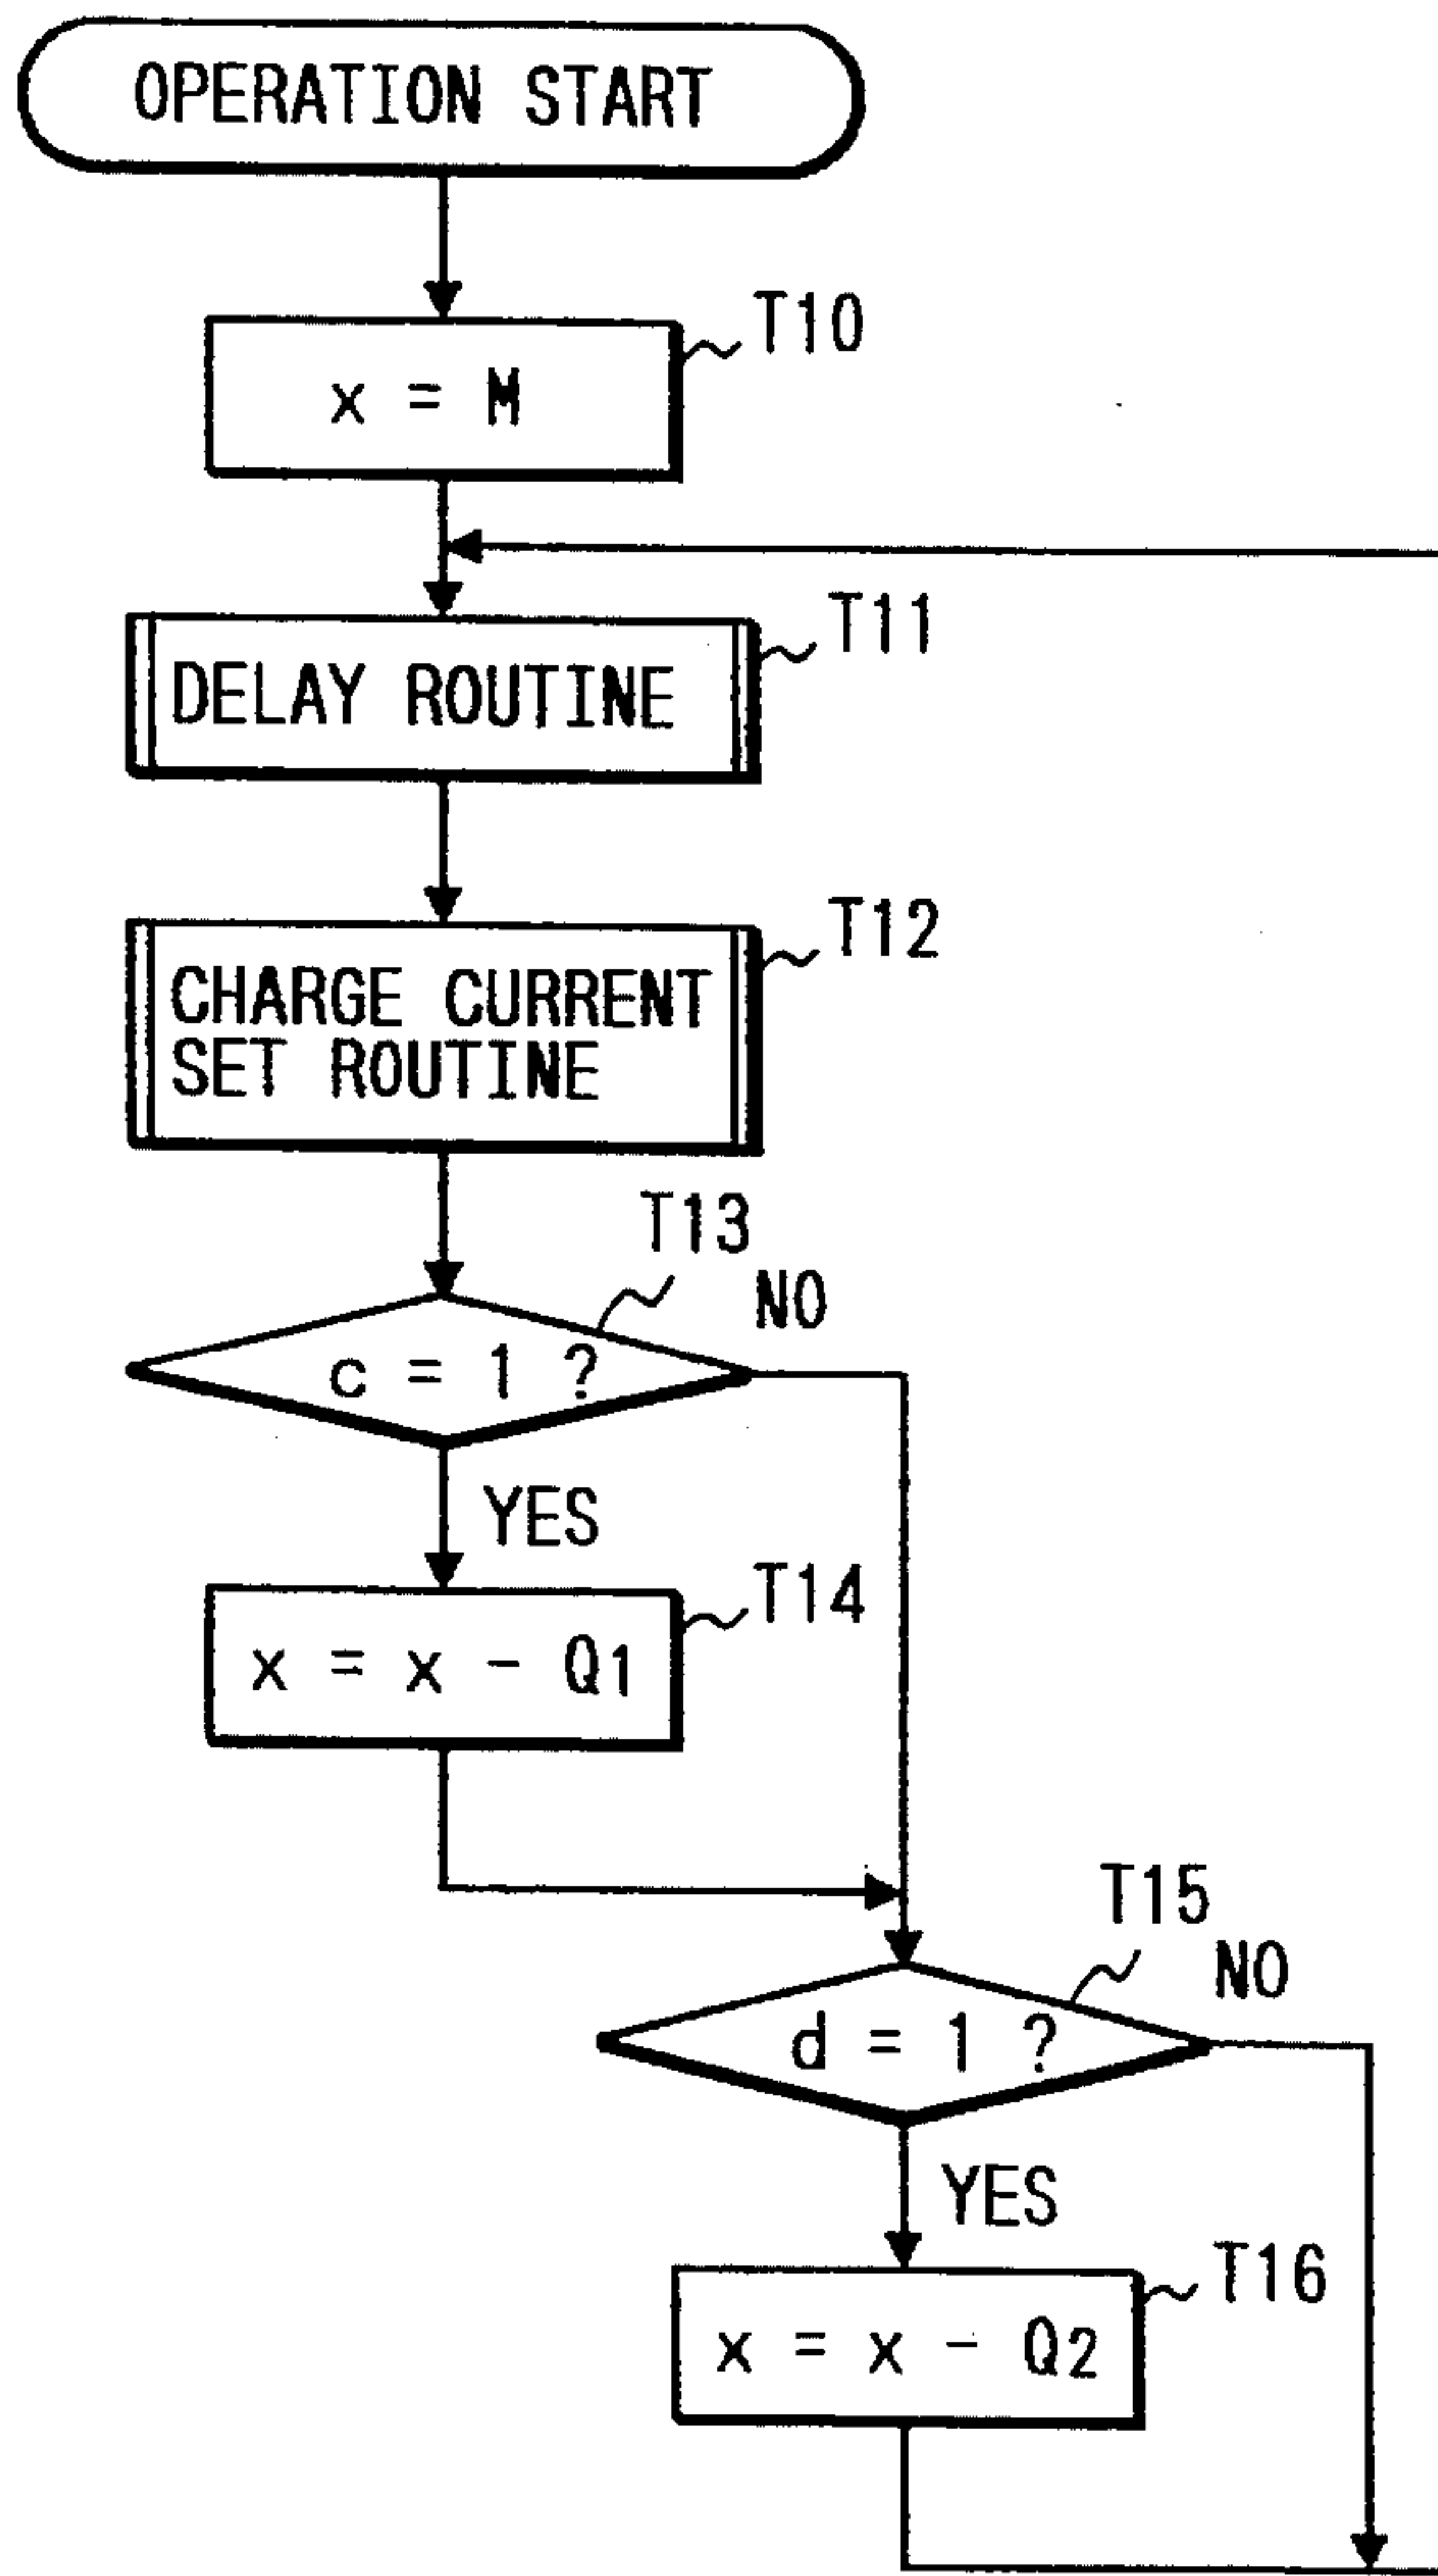 OPERATION START
T10
x = M
T11
DELAY ROUTINE
T12
CHARGE CURRENT
SET ROUTINE
T13
NO
c = 1 ?
YES
T14
x = x - Q1
T15
NO
d = 1 ?
YES
T16
x = x - Q2